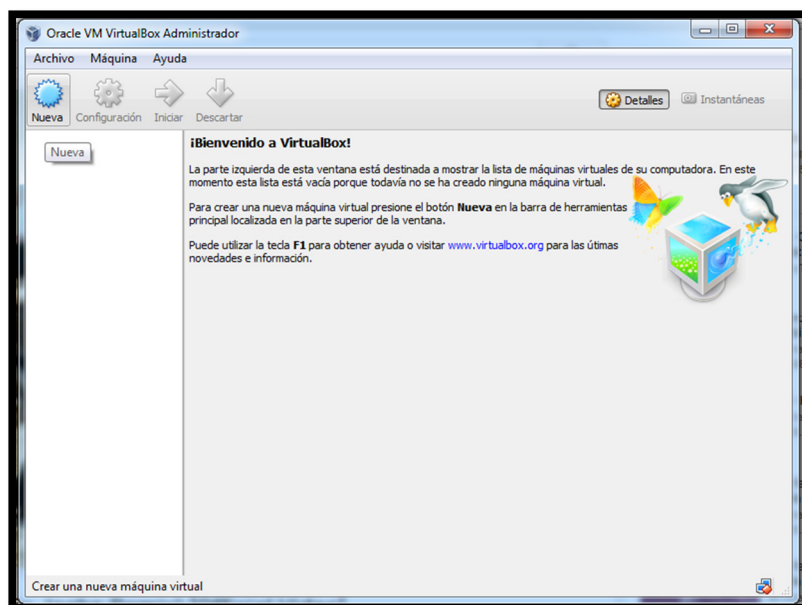 Oracle VM VirtualBox Administrador
Archivo Máquina Ayuda
Nueva Configuración Iniciar Descartar
Detalles Instantáneas
Nueva
¡Bienvenido a VirtualBox!
La parte izquierda de esta ventana está destinada a mostrar la lista de máquinas virtuales de su computadora. En este
momento esta lista está vacía porque todavía no se ha creado ninguna máquina virtual.
Para crear una nueva máquina virtual presione el botón Nueva en la barra de herramientas
principal localizada en la parte superior de la ventana.
Puede utilizar la tecla F1 para obtener ayuda o visitar www.virtualbox.org para las útimas
novedades e información.
Crear una nueva máquina virtual